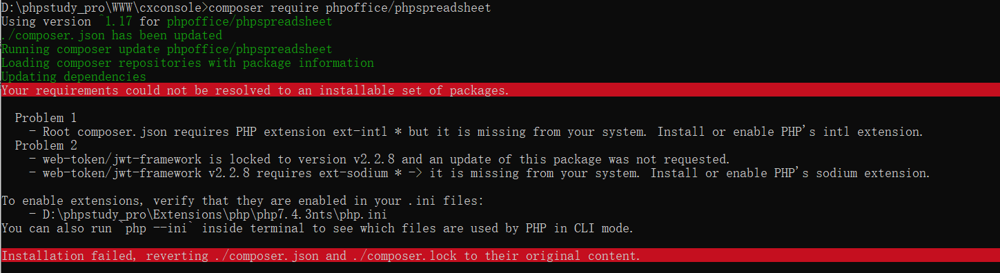 D:\phpstudy_pro\WWW\cxconsole>composer require phpoffice/phpspreadsheet
Using version ^1.17 for phpoffice/phpspreadsheet
./composer.json has been updated
Running composer update phpoffice/phpspreadsheet
Loading composer repositories with package information
Updating dependencies
Your requirements could not be resolved to an installable set of packages.
Problem 1
- Root composer.json requires PHP extension ext-intl * but it is missing from your system. Install or enable PHP's intl extension.
Problem 2
- web-token/jwt-framework is locked to version v2.2.8 and an update of this package was not requested.
- web-token/jwt-framework v2.2.8 requires ext-sodium * -> it is missing from your system. Install or enable PHP's sodium extension.
To enable extensions, verify that they are enabled in your .ini files:
- D:\phpstudy_pro\Extensions\php\php7.4.3nts\php.ini
You can also run `php --ini` inside terminal to see which files are used by PHP in CLI mode.
Installation failed, reverting ./composer.json and ./composer.lock to their original content.